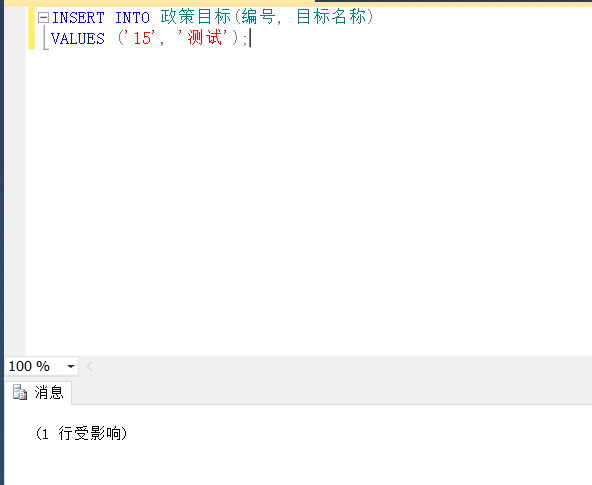 INSERT INTO 政策目标(编号, 目标名称)
VALUES ('15', '测试');
100 %
消息
(1 行受影响)